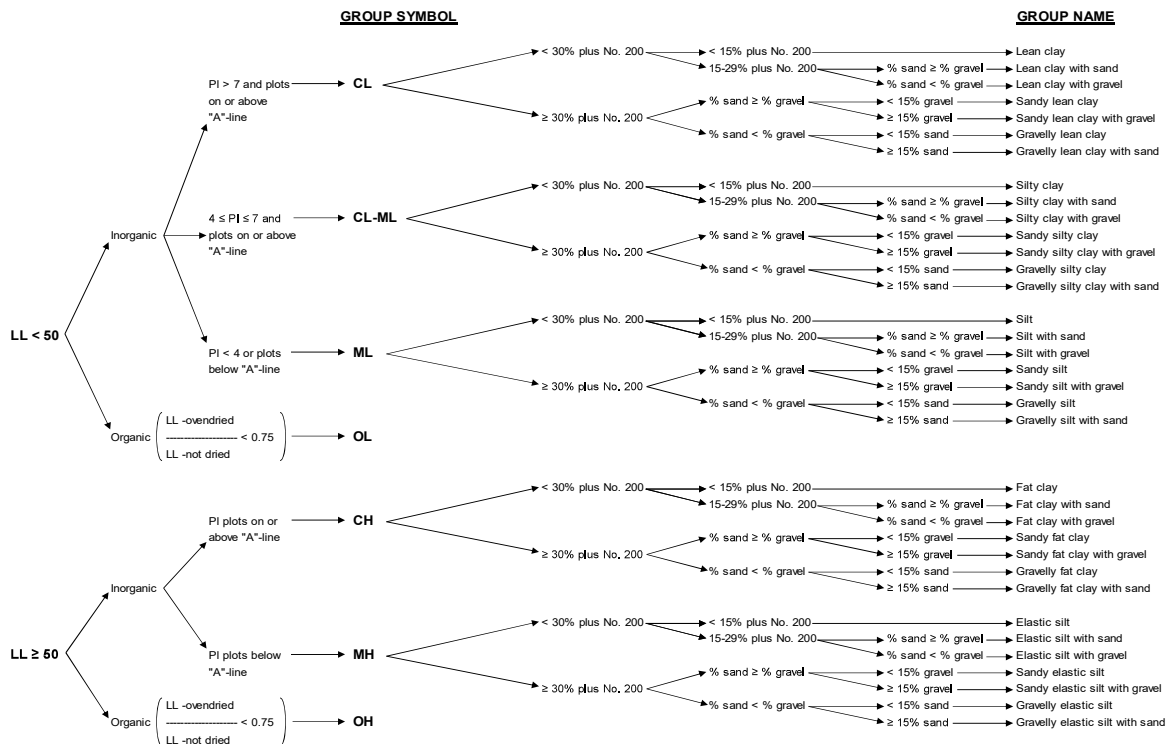 GROUP SYMBOL
GROUP NAME
LL < 50
Inorganic
PI > 7 and plots
on or above
"A"-line
CL
< 30% plus No. 200
< 15% plus No. 200
Lean clay
15-29% plus No. 200
% sand ≥ % gravel
Lean clay with sand
% sand < % gravel
Lean clay with gravel
≥ 30% plus No. 200
% sand ≥ % gravel
< 15% gravel
Sandy lean clay
≥ 15% gravel
Sandy lean clay with gravel
% sand < % gravel
< 15% sand
Gravelly lean clay
≥ 15% sand
Gravelly lean clay with sand
4 ≤ PI ≤ 7 and
plots on or above
"A"-line
CL-ML
< 30% plus No. 200
< 15% plus No. 200
Silty clay
15-29% plus No. 200
% sand ≥ % gravel
Silty clay with sand
% sand < % gravel
Silty clay with gravel
≥ 30% plus No. 200
% sand ≥ % gravel
< 15% gravel
Sandy silty clay
≥ 15% gravel
Sandy silty clay with gravel
% sand < % gravel
< 15% sand
Gravelly silty clay
≥ 15% sand
Gravelly silty clay with sand
PI < 4 or plots
below "A"-line
ML
< 30% plus No. 200
< 15% plus No. 200
Silt
15-29% plus No. 200
% sand ≥ % gravel
Silt with sand
% sand < % gravel
Silt with gravel
≥ 30% plus No. 200
% sand ≥ % gravel
< 15% gravel
Sandy silt
≥ 15% gravel
Sandy silt with gravel
% sand < % gravel
< 15% sand
Gravelly silt
≥ 15% sand
Gravelly silt with sand
Organic
LL -ovendried
--------------------- < 0.75
LL -not dried
OL
LL ≥ 50
Inorganic
PI plots on or
above "A"-line
CH
< 30% plus No. 200
< 15% plus No. 200
Fat clay
15-29% plus No. 200
% sand ≥ % gravel
Fat clay with sand
% sand < % gravel
Fat clay with gravel
≥ 30% plus No. 200
% sand ≥ % gravel
< 15% gravel
Sandy fat clay
≥ 15% gravel
Sandy fat clay with gravel
% sand < % gravel
< 15% sand
Gravelly fat clay
≥ 15% sand
Gravelly fat clay with sand
PI plots below
"A"-line
MH
< 30% plus No. 200
< 15% plus No. 200
Elastic silt
15-29% plus No. 200
% sand ≥ % gravel
Elastic silt with sand
% sand < % gravel
Elastic silt with gravel
≥ 30% plus No. 200
% sand ≥ % gravel
< 15% gravel
Sandy elastic silt
≥ 15% gravel
Sandy elastic silt with gravel
% sand < % gravel
< 15% sand
Gravelly elastic silt
≥ 15% sand
Gravelly elastic silt with sand
Organic
LL -ovendried
--------------------- < 0.75
LL -not dried
OH